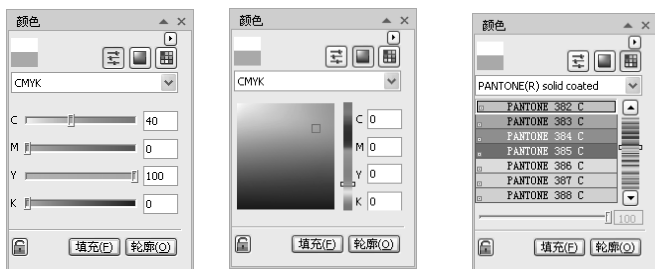 颜色
CMYK
C 40
M 0
Y 100
K 0
填充(F) 轮廓(O)
颜色
CMYK
C 0
M 0
Y 0
K 0
填充(F) 轮廓(O)
颜色
PANTONE(R) solid coated
PANTONE 382 C
PANTONE 383 C
PANTONE 384 C
PANTONE 385 C
PANTONE 386 C
PANTONE 387 C
PANTONE 388 C
100
填充(F) 轮廓(O)